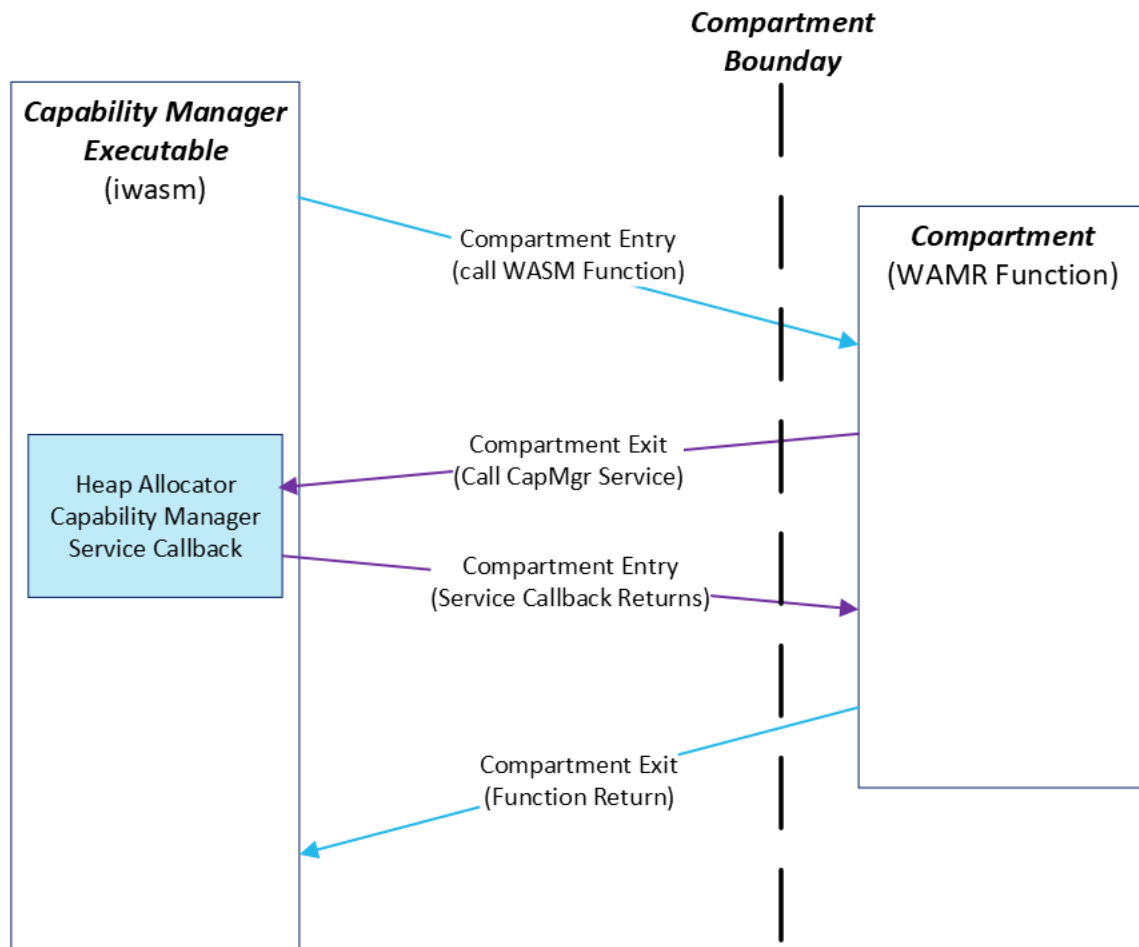 Compartment
Bounday
Capability Manager
Executable
(iwasm)
Compartment Entry
(call WASM Function)
Compartment
(WAMR Function)
Compartment Exit
(Call CapMgr Service)
Heap Allocator
Capability Manager
Service Callback
Compartment Entry
(Service Callback Returns)
Compartment Exit
(Function Return)